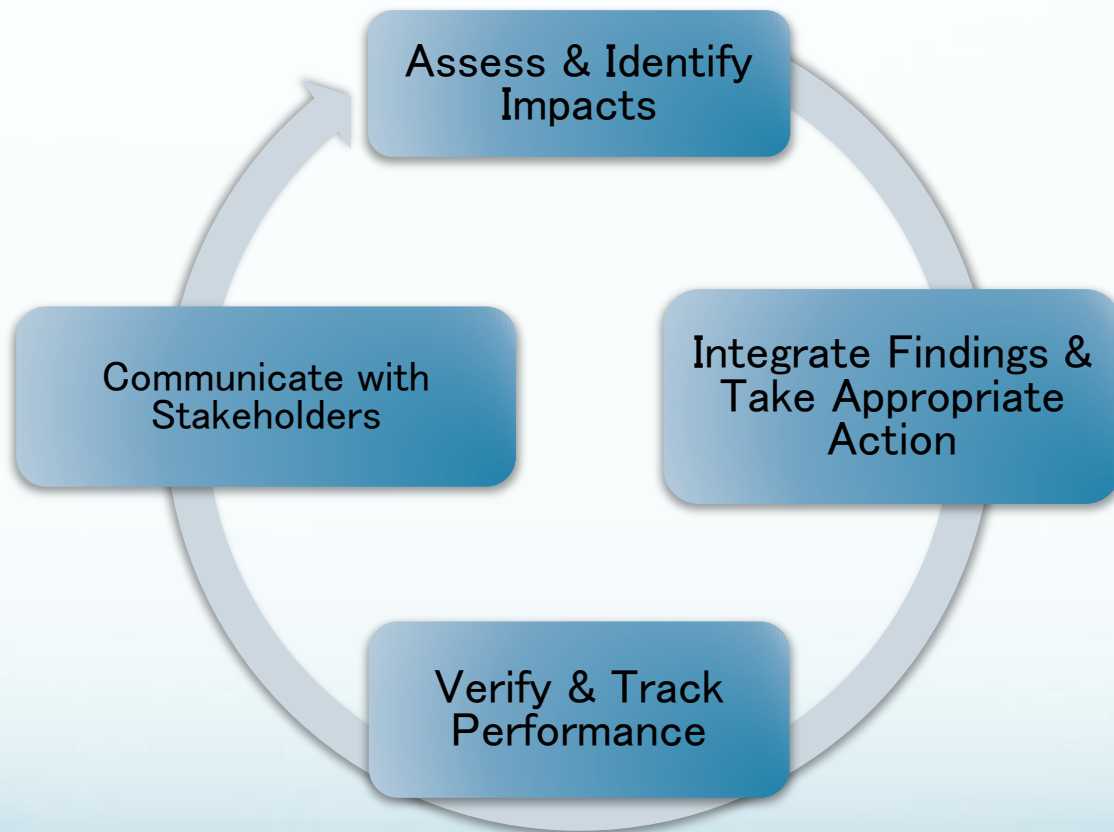 Assess & Identify
Impacts
Integrate Findings &
Take Appropriate
Action
Verify & Track
Performance
Communicate with
Stakeholders